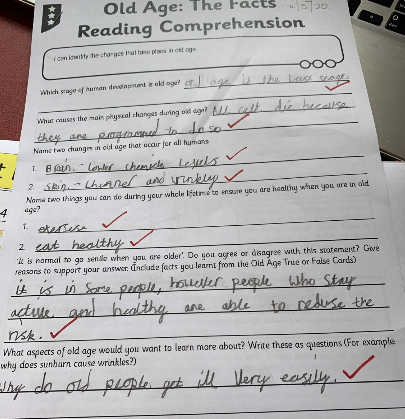 Old Age: The Facts
Reading Comprehension
I can identify the changes that take place in old age.
Which stage of human development is old age? old age is the last stage.
What causes the main physical changes during old age? All cell die because
they are programmed to do so
Name two changes in old age that occur for all humans
1. Brain. - Lower chemicle levels
2. Skin - thinner and wrinkly
Name two things you can do during your whole lifetime to ensure you are healthy when you are in old
age?
1. exersise
2. eat healthy
'It is normal to go senile when you are older'. Do you agree or disagree with this statement? Give
reasons to support your answer. (Include facts you learnt from the Old Age True or False Cards)
it is in some people, however people who stay
active and healthy are able to reduse the
risk.
What aspects of old age would you want to learn more about? Write these as questions (For example:
why does sunburn cause wrinkles?)
Why do old people get ill very easily.